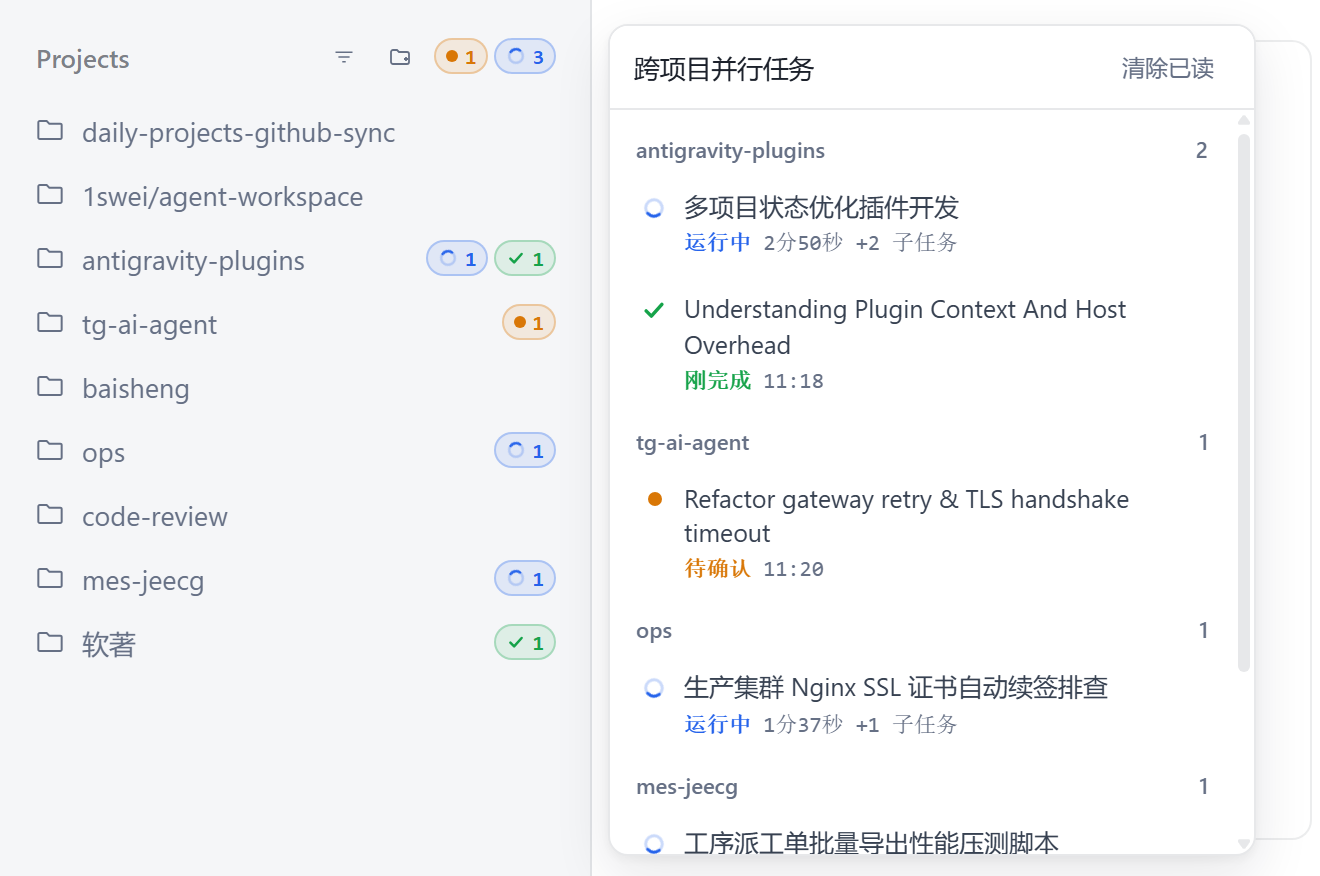 Projects
1
3
daily-projects-github-sync
1swei/agent-workspace
antigravity-plugins
1
1
tg-ai-agent
1
baisheng
ops
1
code-review
mes-jeecg
1
软著
1
跨项目并行任务
清除已读
antigravity-plugins
2
多项目状态优化插件开发
运行中 2分50秒 +2 子任务
Understanding Plugin Context And Host
Overhead
刚完成 11:18
tg-ai-agent
1
Refactor gateway retry & TLS handshake
timeout
待确认 11:20
ops
1
生产集群 Nginx SSL 证书自动续签排查
运行中 1分37秒 +1 子任务
mes-jeecg
1
工序派工单批量导出性能压测脚本